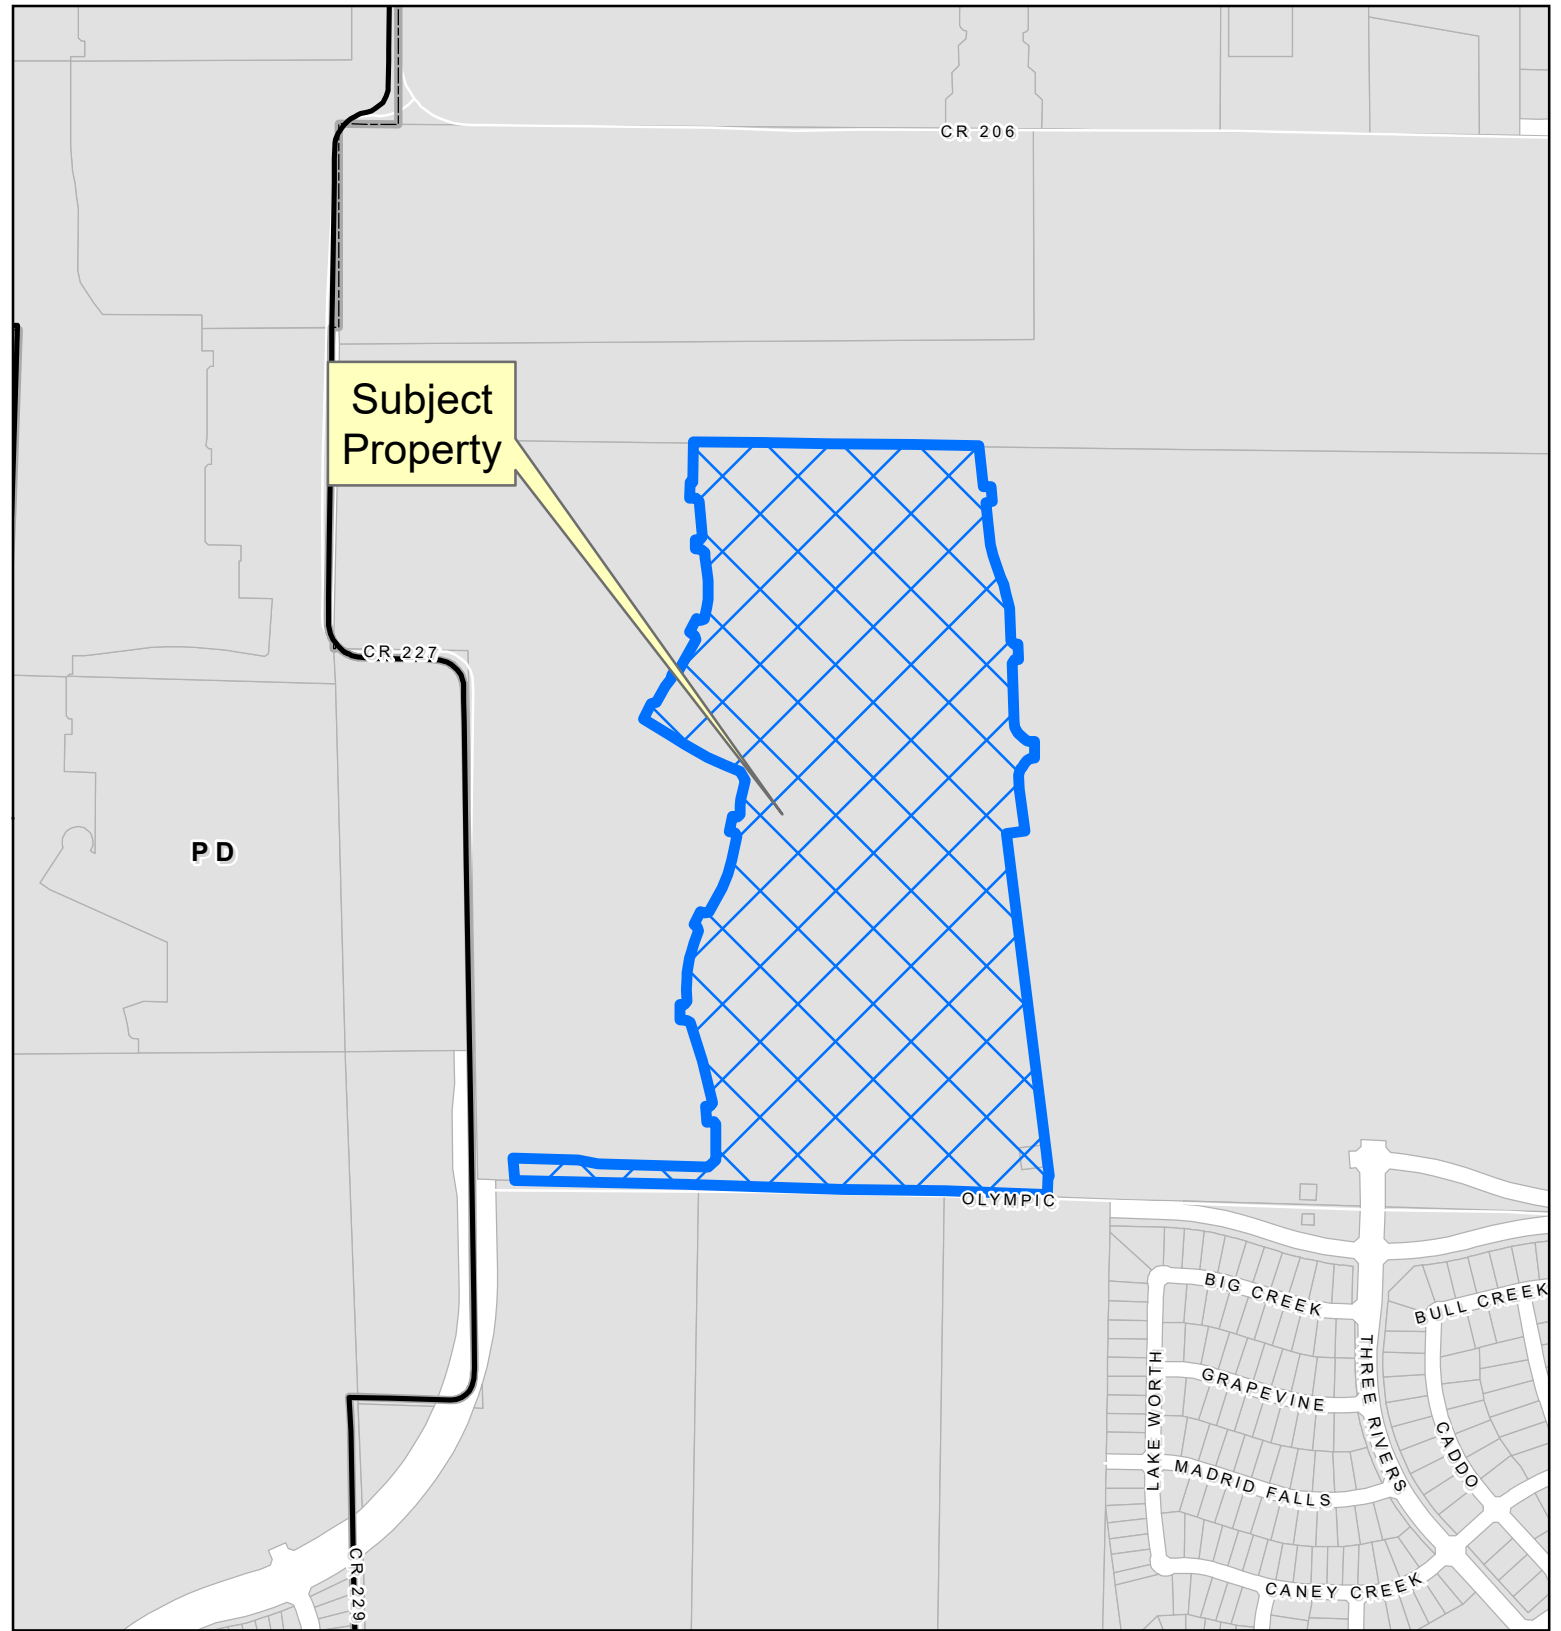 CR 206
Subject
Property
CR 227
PD
OLYMPIC
BIG CREEK
BULL CREEK
THREE RIVERS
GRAPEVINE
LAKE WORTH
CADDO
MADRID FALLS
CR 229
CANEY CREEK